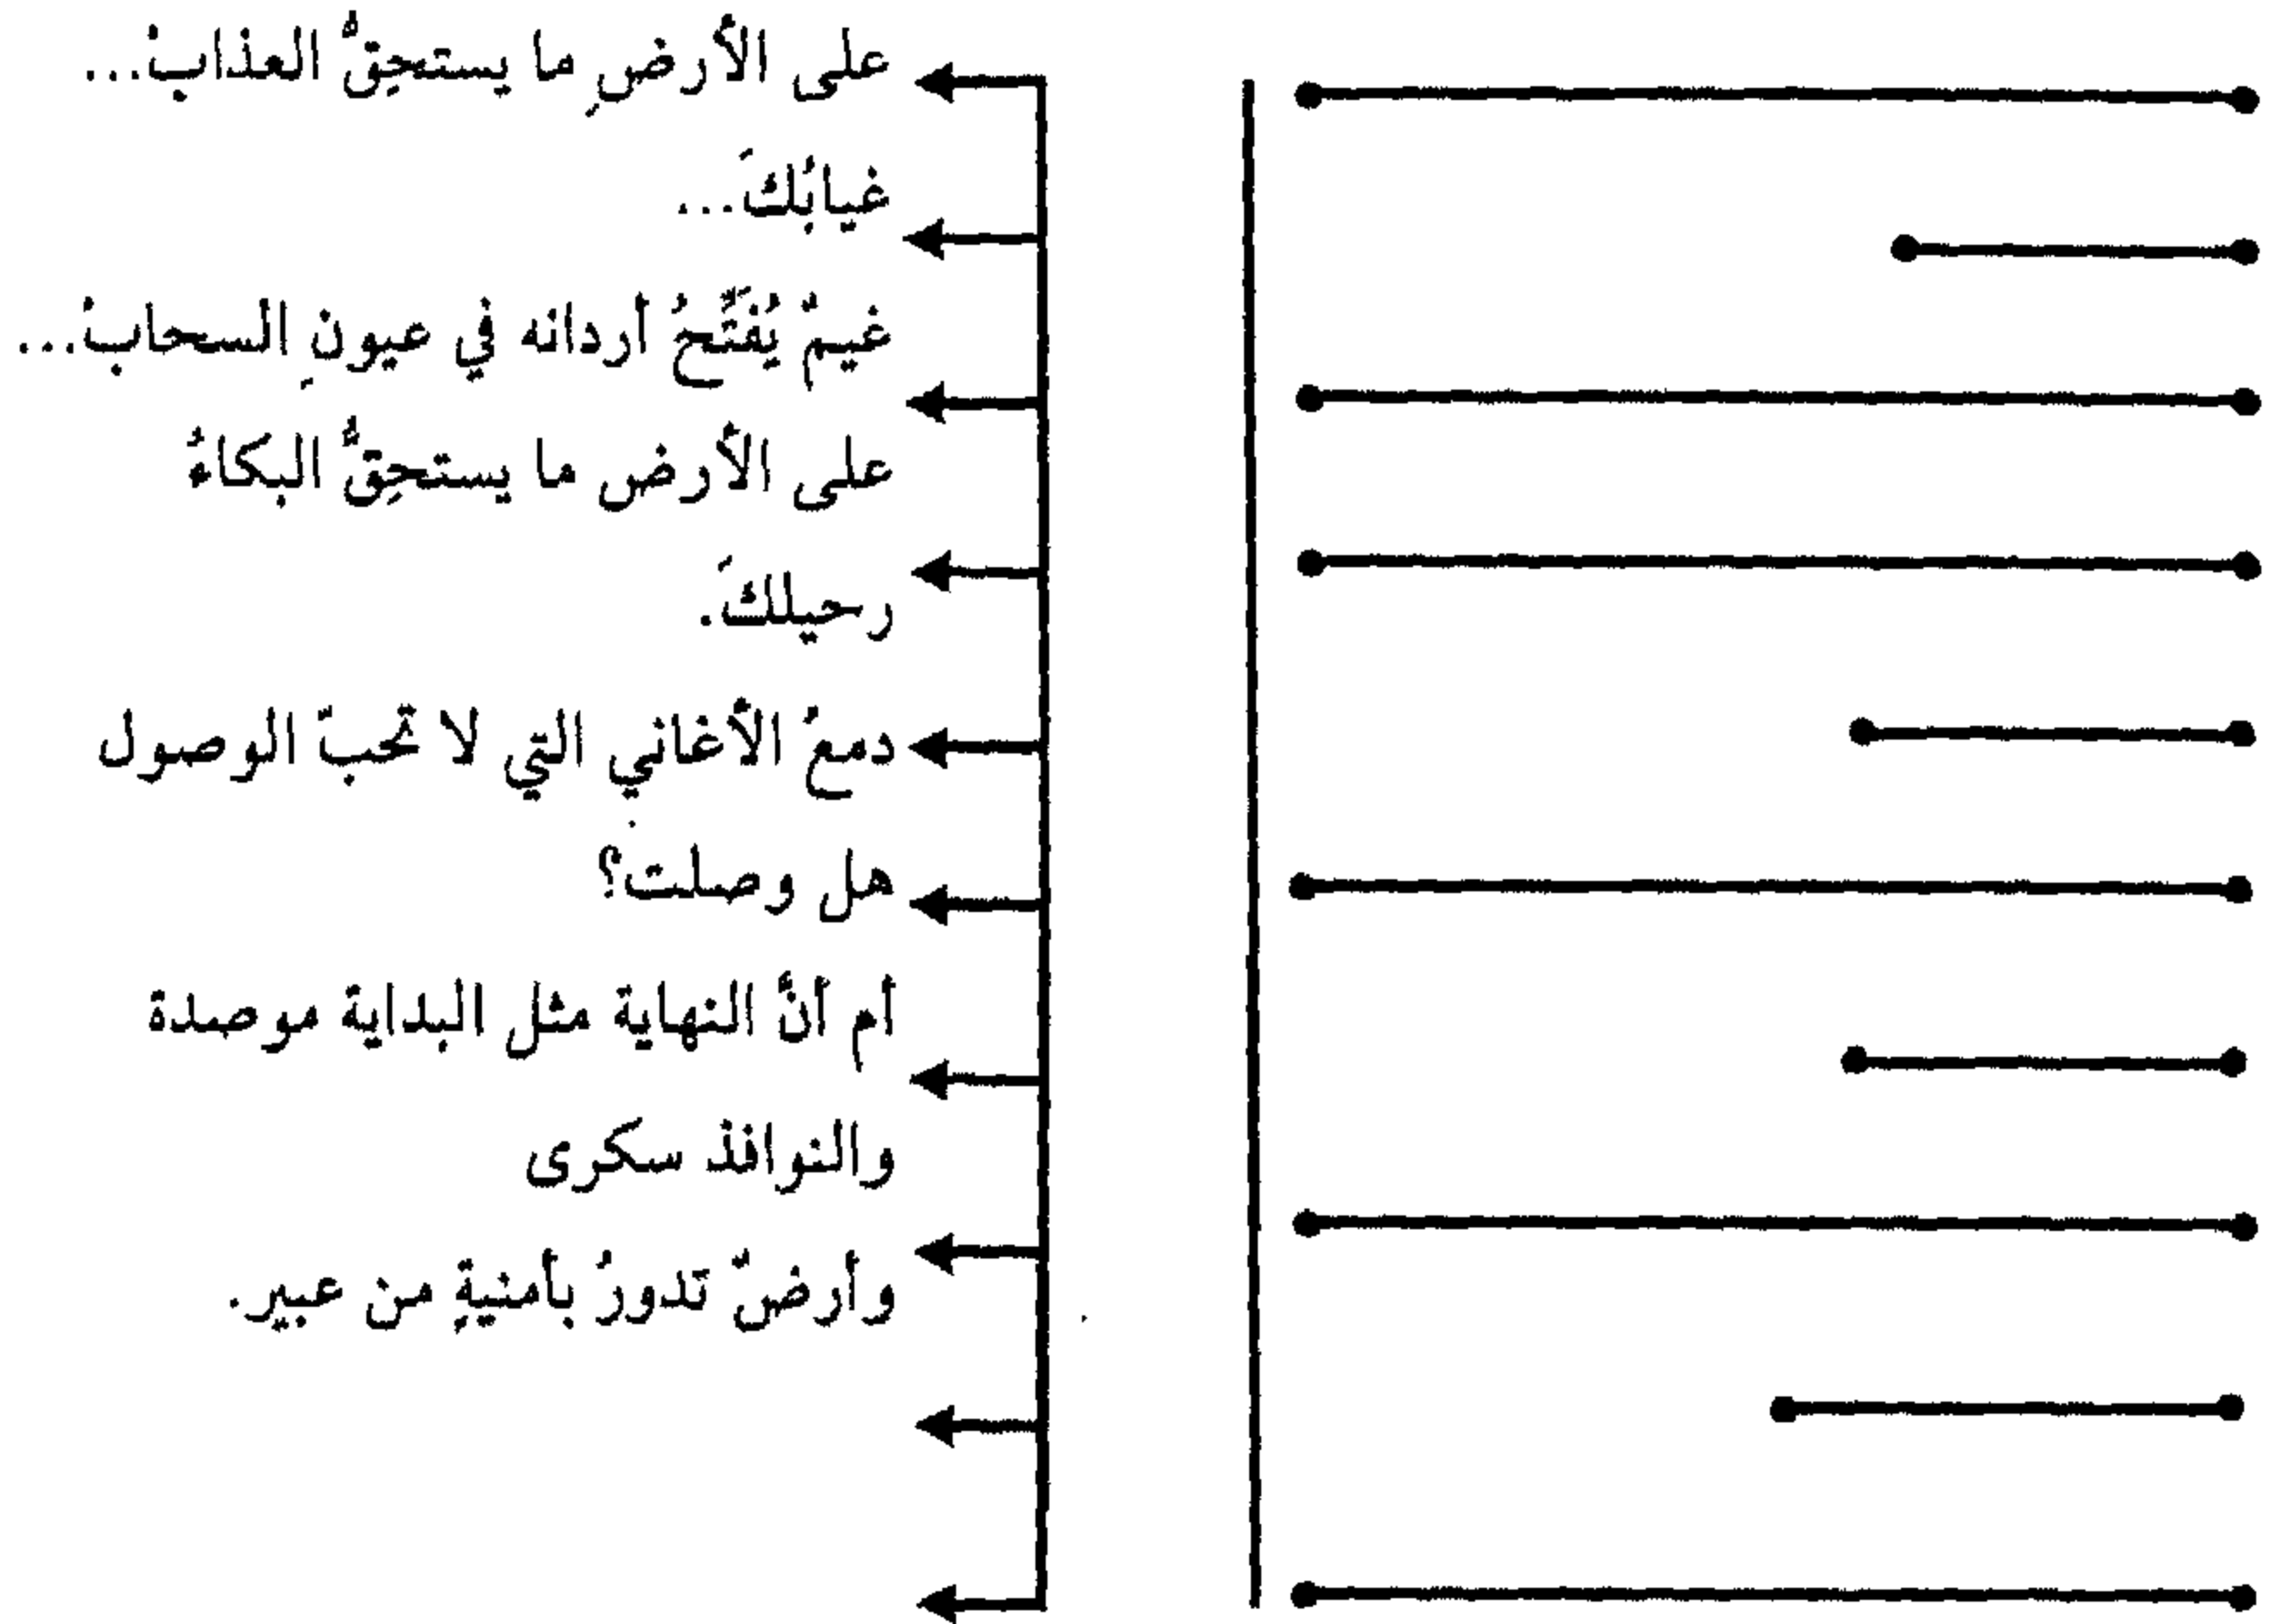 على الأرضِ ما يستحِقُّ العذابْ...
غيابُكَ...
غيمٌ يُفَتِّحُ أردانه في عيونِ السحابْ...
على الأرض ما يستحِقُّ البكاءْ
رحيلكَ.
دمعُ الأغاني التي لا تحبّ الوصول
هل وصلتَ؟
أم أنَّ النهاية مثل البداية موصدة
والنوافذ سكرى
وأرضٌ تدورُ بأمنيةٍ من عبير.